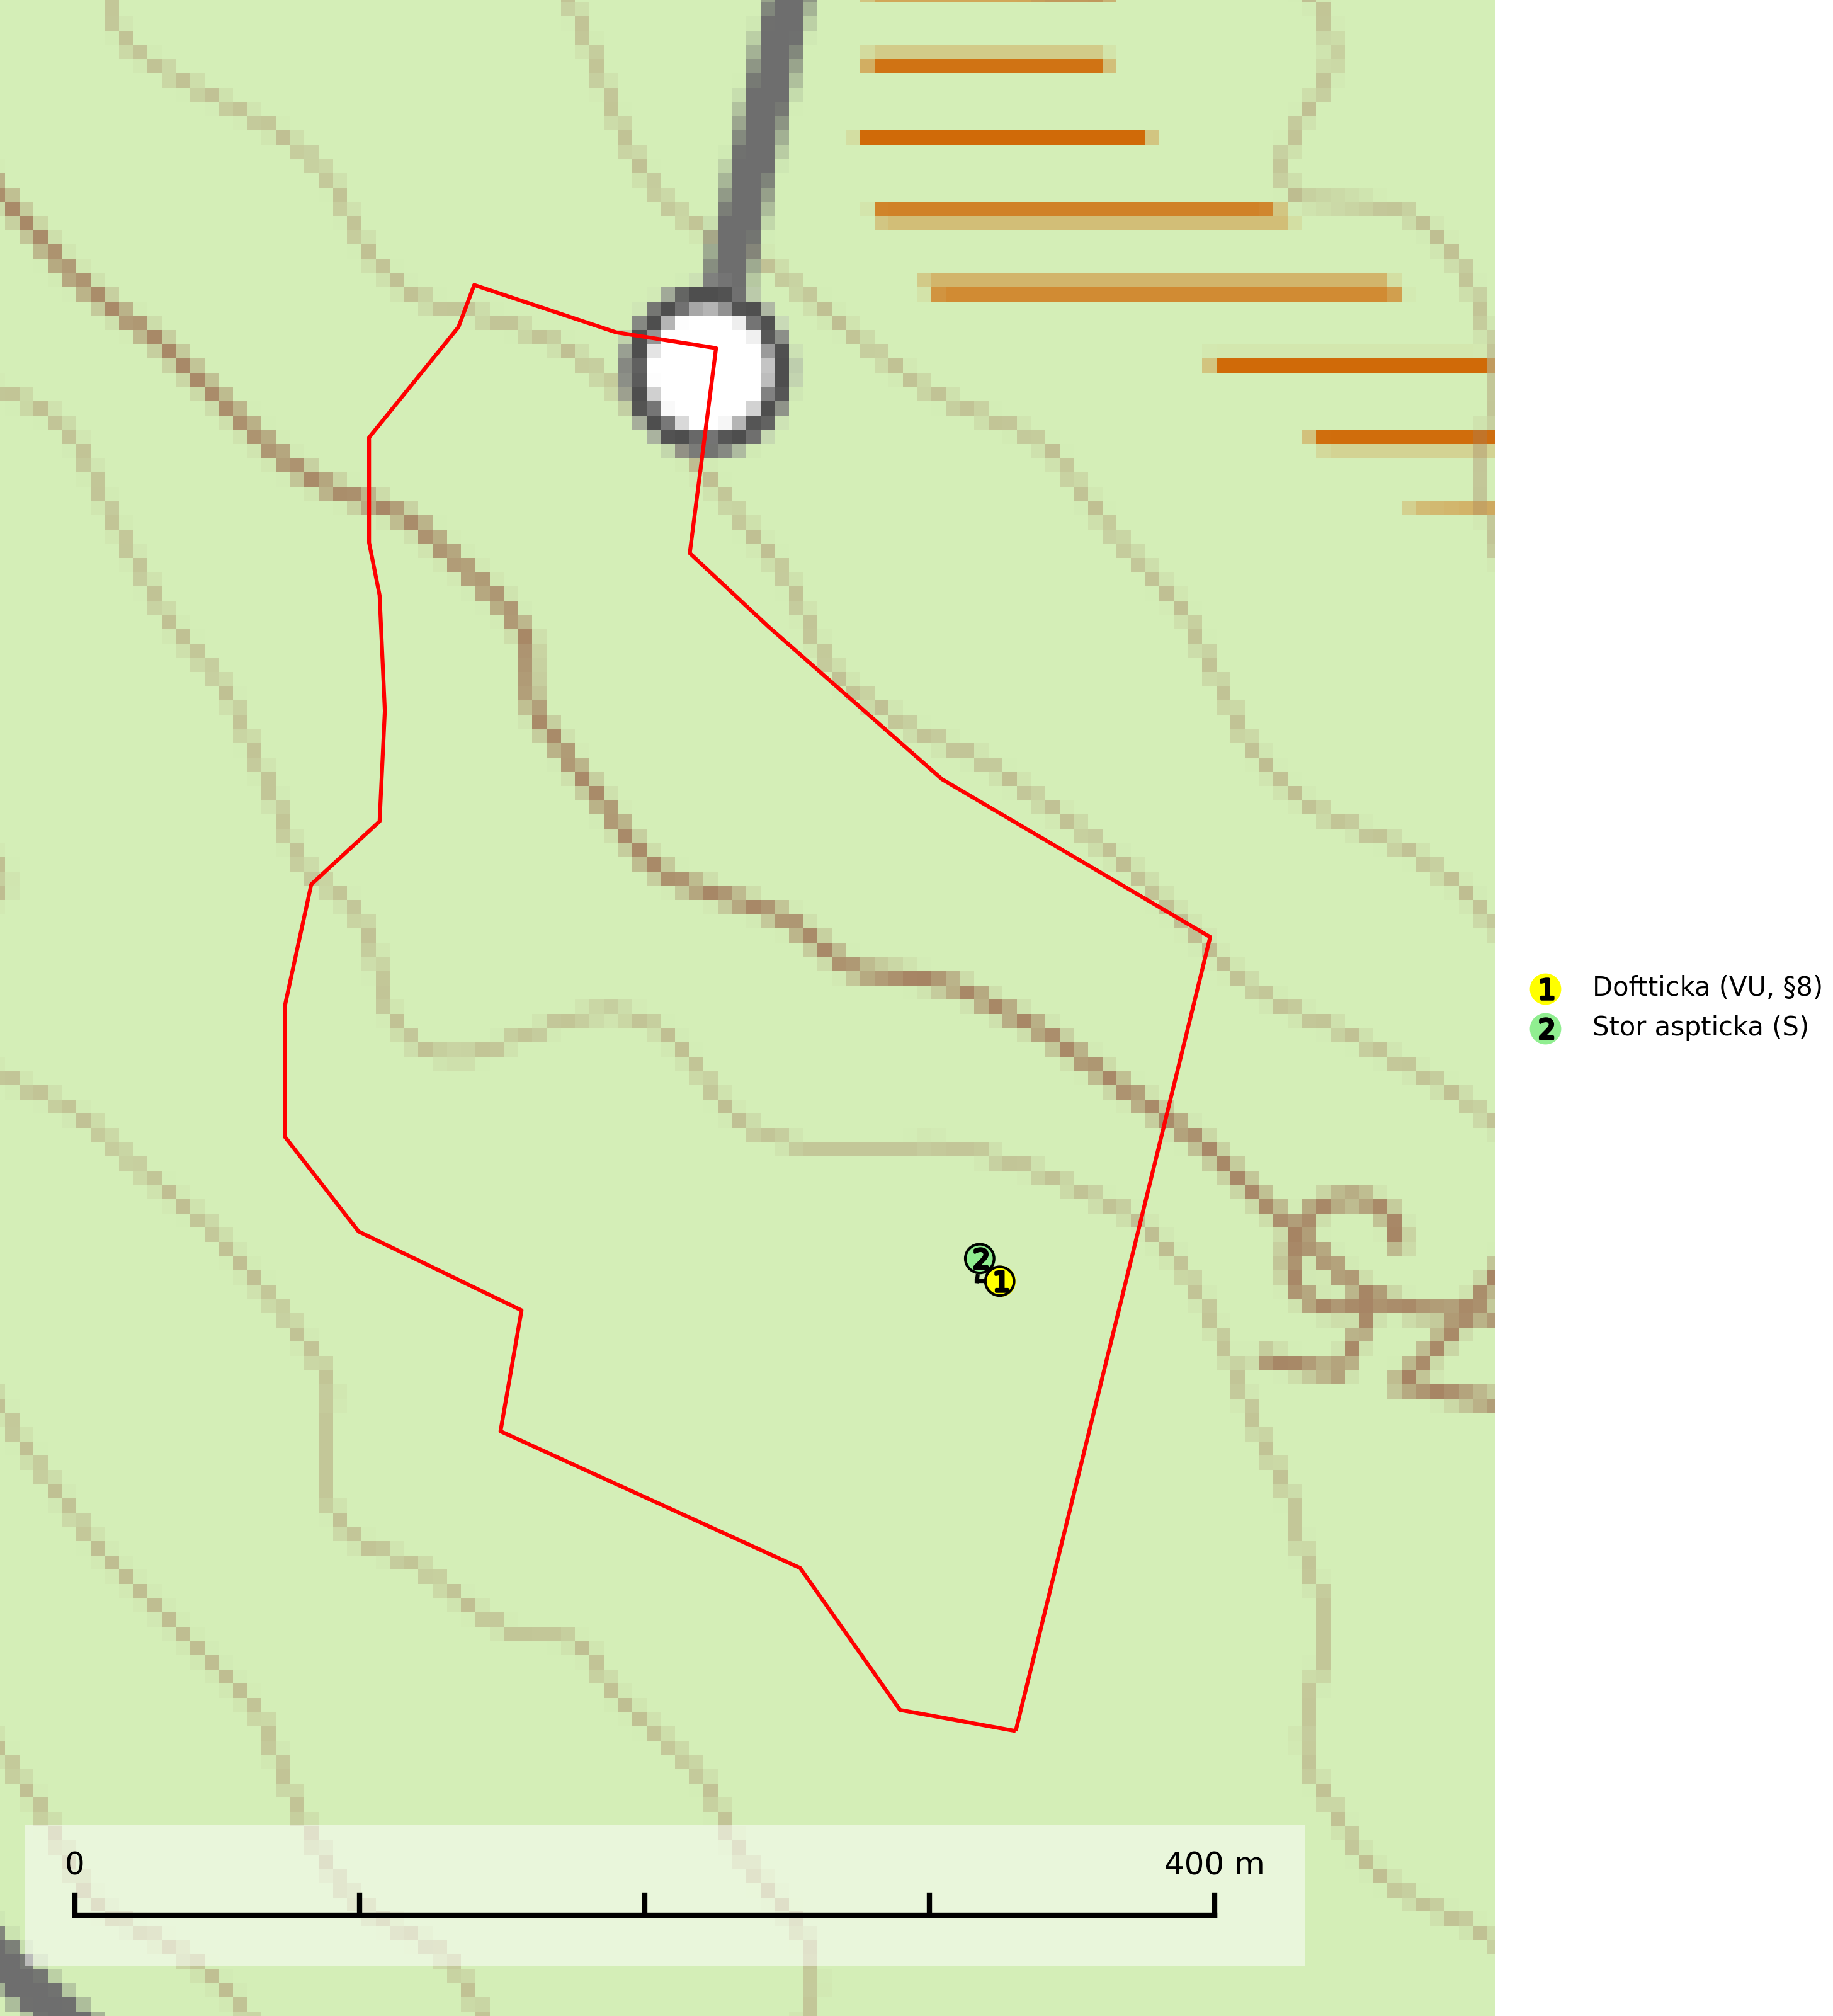 2
1
1 Doftticka (VU, §8)
2 Stor aspticka (S)
0 400 m